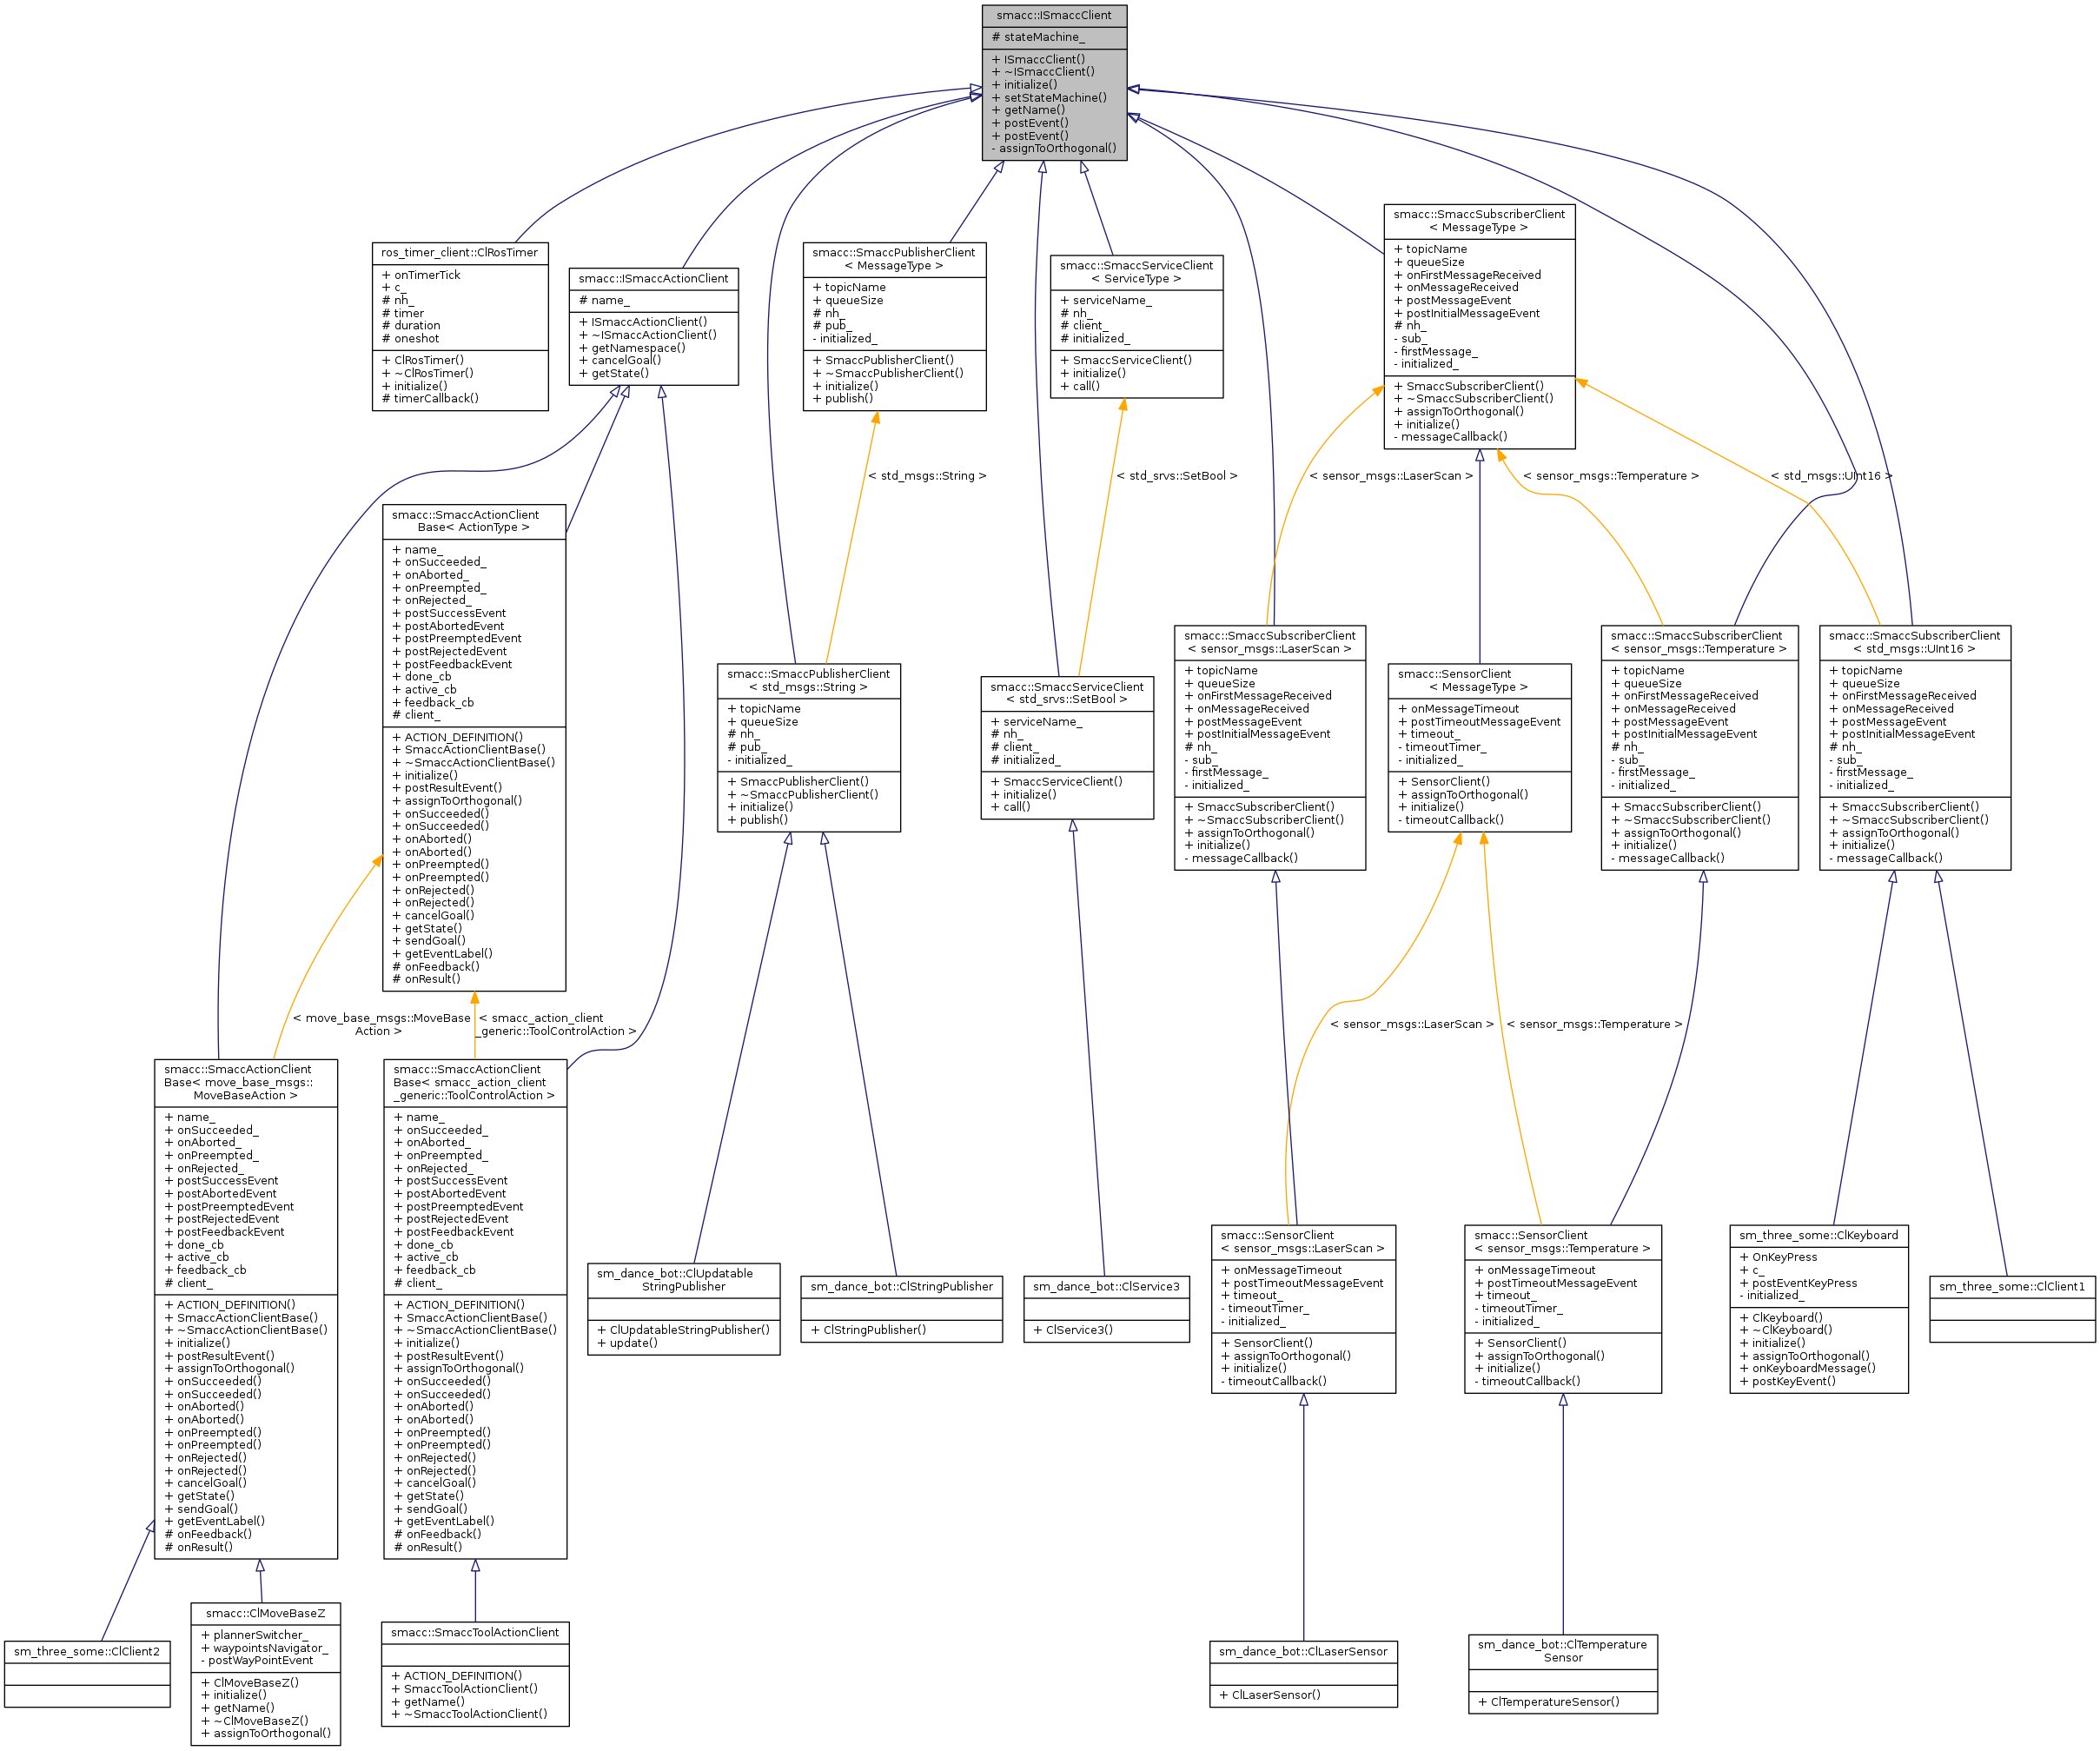 smacc::ISmaccClient
# stateMachine_
+ ISmaccClient()
+ ~ISmaccClient()
+ initialize()
+ setStateMachine()
+ getName()
+ postEvent()
+ postEvent()
- assignToOrthogonal()
ros_timer_client::ClRosTimer
+ onTimerTick
+ c_
# nh_
# timer
# duration
# oneshot
+ ClRosTimer()
+ ~ClRosTimer()
+ initialize()
# timerCallback()
smacc::ISmaccActionClient
# name_
+ ISmaccActionClient()
+ ~ISmaccActionClient()
+ getNamespace()
+ cancelGoal()
+ getState()
smacc::SmaccPublisherClient
< MessageType >
+ topicName
+ queueSize
# nh_
# pub_
- initialized_
+ SmaccPublisherClient()
+ ~SmaccPublisherClient()
+ initialize()
+ publish()
smacc::SmaccServiceClient
< ServiceType >
+ serviceName_
# nh_
# client_
# initialized_
+ SmaccServiceClient()
+ initialize()
+ call()
smacc::SmaccSubscriberClient
< MessageType >
+ topicName
+ queueSize
+ onFirstMessageReceived
+ onMessageReceived
+ postMessageEvent
+ postInitialMessageEvent
# nh_
- sub_
- firstMessage_
- initialized_
+ SmaccSubscriberClient()
+ ~SmaccSubscriberClient()
+ assignToOrthogonal()
+ initialize()
- messageCallback()
< std_msgs::String >
< std_srvs::SetBool >
< sensor_msgs::LaserScan >
< sensor_msgs::Temperature >
< std_msgs::UInt16 >
smacc::SmaccActionClient
Base< ActionType >
+ name_
+ onSucceeded_
+ onAborted_
+ onPreempted_
+ onRejected_
+ postSuccessEvent
+ postAbortedEvent
+ postPreemptedEvent
+ postRejectedEvent
+ postFeedbackEvent
+ done_cb
+ active_cb
+ feedback_cb
# client_
+ ACTION_DEFINITION()
+ SmaccActionClientBase()
+ ~SmaccActionClientBase()
+ initialize()
+ postResultEvent()
+ assignToOrthogonal()
+ onSucceeded()
+ onSucceeded()
+ onAborted()
+ onAborted()
+ onPreempted()
+ onPreempted()
+ onRejected()
+ onRejected()
+ cancelGoal()
+ getState()
+ sendGoal()
+ getEventLabel()
# onFeedback()
# onResult()
smacc::SmaccPublisherClient
< std_msgs::String >
+ topicName
+ queueSize
# nh_
# pub_
- initialized_
+ SmaccPublisherClient()
+ ~SmaccPublisherClient()
+ initialize()
+ publish()
smacc::SmaccServiceClient
< std_srvs::SetBool >
+ serviceName_
# nh_
# client_
# initialized_
+ SmaccServiceClient()
+ initialize()
+ call()
smacc::SmaccSubscriberClient
< sensor_msgs::LaserScan >
+ topicName
+ queueSize
+ onFirstMessageReceived
+ onMessageReceived
+ postMessageEvent
+ postInitialMessageEvent
# nh_
- sub_
- firstMessage_
- initialized_
+ SmaccSubscriberClient()
+ ~SmaccSubscriberClient()
+ assignToOrthogonal()
+ initialize()
- messageCallback()
smacc::SensorClient
< MessageType >
+ onMessageTimeout
+ postTimeoutMessageEvent
+ timeout_
- timeoutTimer_
- initialized_
+ SensorClient()
+ assignToOrthogonal()
+ initialize()
- timeoutCallback()
smacc::SmaccSubscriberClient
< sensor_msgs::Temperature >
+ topicName
+ queueSize
+ onFirstMessageReceived
+ onMessageReceived
+ postMessageEvent
+ postInitialMessageEvent
# nh_
- sub_
- firstMessage_
- initialized_
+ SmaccSubscriberClient()
+ ~SmaccSubscriberClient()
+ assignToOrthogonal()
+ initialize()
- messageCallback()
smacc::SmaccSubscriberClient
< std_msgs::UInt16 >
+ topicName
+ queueSize
+ onFirstMessageReceived
+ onMessageReceived
+ postMessageEvent
+ postInitialMessageEvent
# nh_
- sub_
- firstMessage_
- initialized_
+ SmaccSubscriberClient()
+ ~SmaccSubscriberClient()
+ assignToOrthogonal()
+ initialize()
- messageCallback()
< move_base_msgs::MoveBase
Action >
< smacc_action_client
_generic::ToolControlAction >
< sensor_msgs::LaserScan >
< sensor_msgs::Temperature >
smacc::SmaccActionClient
Base< move_base_msgs::
MoveBaseAction >
+ name_
+ onSucceeded_
+ onAborted_
+ onPreempted_
+ onRejected_
+ postSuccessEvent
+ postAbortedEvent
+ postPreemptedEvent
+ postRejectedEvent
+ postFeedbackEvent
+ done_cb
+ active_cb
+ feedback_cb
# client_
+ ACTION_DEFINITION()
+ SmaccActionClientBase()
+ ~SmaccActionClientBase()
+ initialize()
+ postResultEvent()
+ assignToOrthogonal()
+ onSucceeded()
+ onSucceeded()
+ onAborted()
+ onAborted()
+ onPreempted()
+ onPreempted()
+ onRejected()
+ onRejected()
+ cancelGoal()
+ getState()
+ sendGoal()
+ getEventLabel()
# onFeedback()
# onResult()
smacc::SmaccActionClient
Base< smacc_action_client
_generic::ToolControlAction >
+ name_
+ onSucceeded_
+ onAborted_
+ onPreempted_
+ onRejected_
+ postSuccessEvent
+ postAbortedEvent
+ postPreemptedEvent
+ postRejectedEvent
+ postFeedbackEvent
+ done_cb
+ active_cb
+ feedback_cb
# client_
+ ACTION_DEFINITION()
+ SmaccActionClientBase()
+ ~SmaccActionClientBase()
+ initialize()
+ postResultEvent()
+ assignToOrthogonal()
+ onSucceeded()
+ onSucceeded()
+ onAborted()
+ onAborted()
+ onPreempted()
+ onPreempted()
+ onRejected()
+ onRejected()
+ cancelGoal()
+ getState()
+ sendGoal()
+ getEventLabel()
# onFeedback()
# onResult()
sm_dance_bot::ClUpdatable
StringPublisher
+ ClUpdatableStringPublisher()
+ update()
sm_dance_bot::ClStringPublisher
+ ClStringPublisher()
sm_dance_bot::ClService3
+ ClService3()
smacc::SensorClient
< sensor_msgs::LaserScan >
+ onMessageTimeout
+ postTimeoutMessageEvent
+ timeout_
- timeoutTimer_
- initialized_
+ SensorClient()
+ assignToOrthogonal()
+ initialize()
- timeoutCallback()
smacc::SensorClient
< sensor_msgs::Temperature >
+ onMessageTimeout
+ postTimeoutMessageEvent
+ timeout_
- timeoutTimer_
- initialized_
+ SensorClient()
+ assignToOrthogonal()
+ initialize()
- timeoutCallback()
sm_three_some::ClKeyboard
+ OnKeyPress
+ c_
+ postEventKeyPress
- initialized_
+ ClKeyboard()
+ ~ClKeyboard()
+ initialize()
+ assignToOrthogonal()
+ onKeyboardMessage()
+ postKeyEvent()
sm_three_some::ClClient1
sm_three_some::ClClient2
smacc::ClMoveBaseZ
+ plannerSwitcher_
+ waypointsNavigator_
- postWayPointEvent
+ ClMoveBaseZ()
+ initialize()
+ getName()
+ ~ClMoveBaseZ()
+ assignToOrthogonal()
smacc::SmaccToolActionClient
+ ACTION_DEFINITION()
+ SmaccToolActionClient()
+ getName()
+ ~SmaccToolActionClient()
sm_dance_bot::ClLaserSensor
+ ClLaserSensor()
sm_dance_bot::ClTemperature
Sensor
+ ClTemperatureSensor()